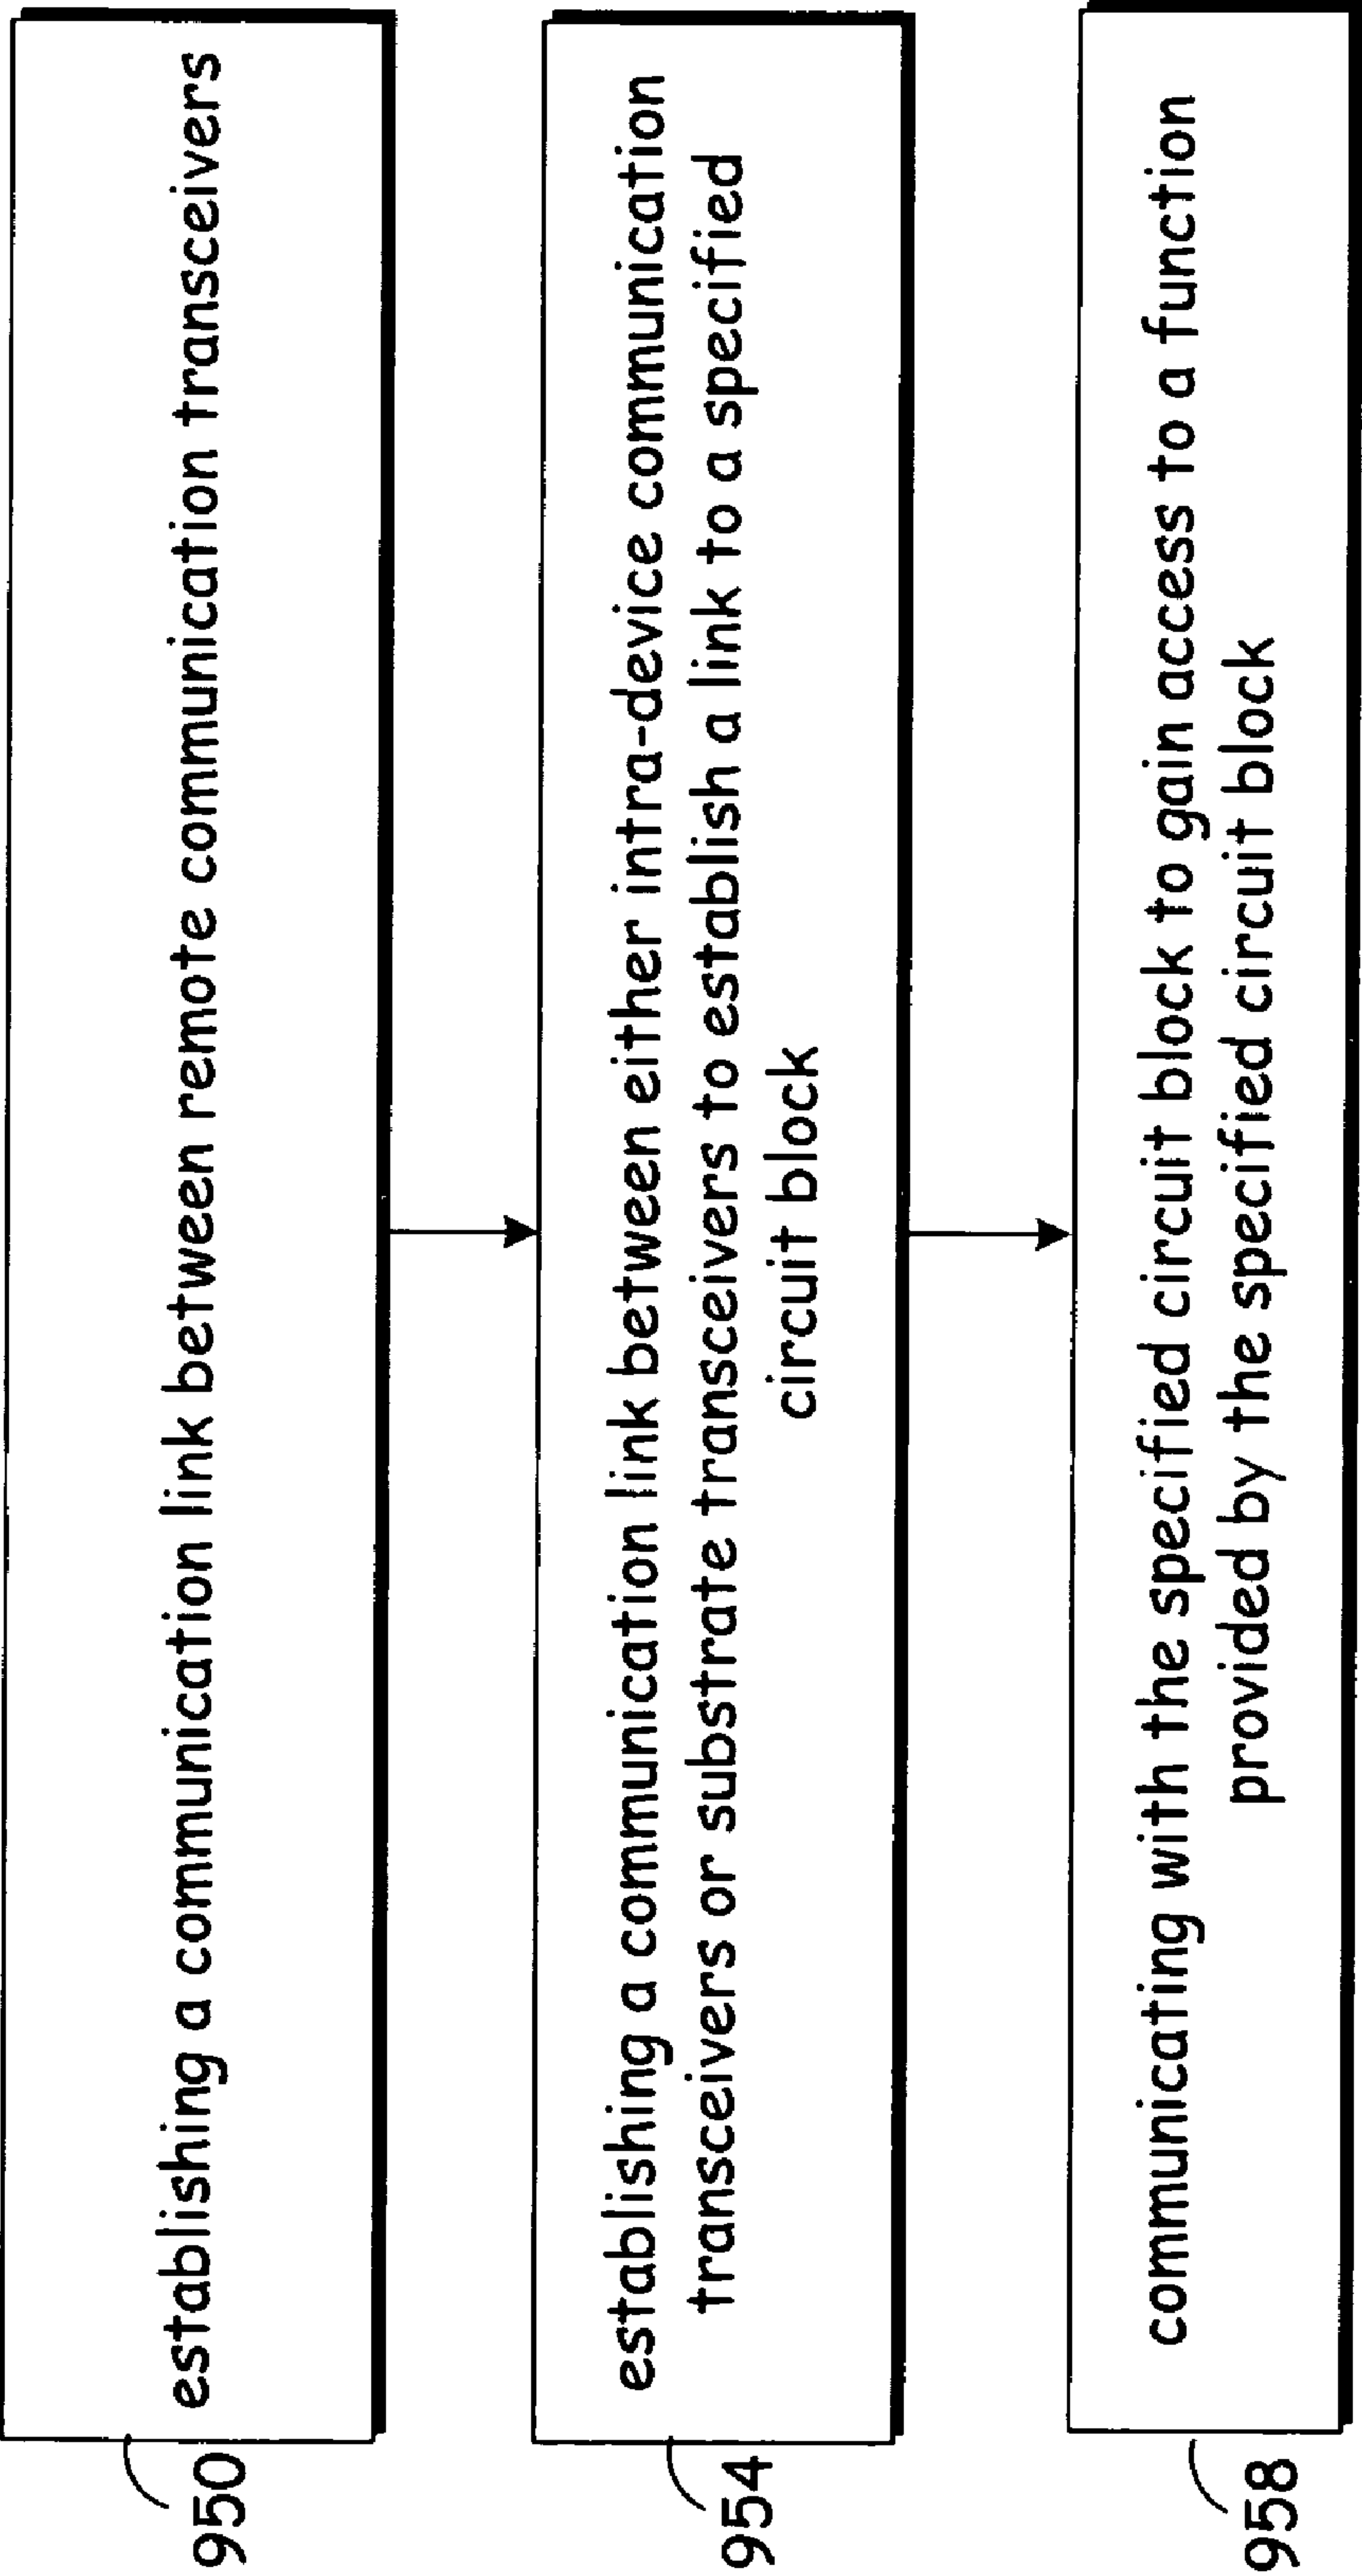 950
establishing a communication link between remote communication transceivers
954
establishing a communication link between either intra-device communication
transceivers or substrate transceivers to establish a link to a specified
circuit block
958
communicating with the specified circuit block to gain access to a function
provided by the specified circuit block